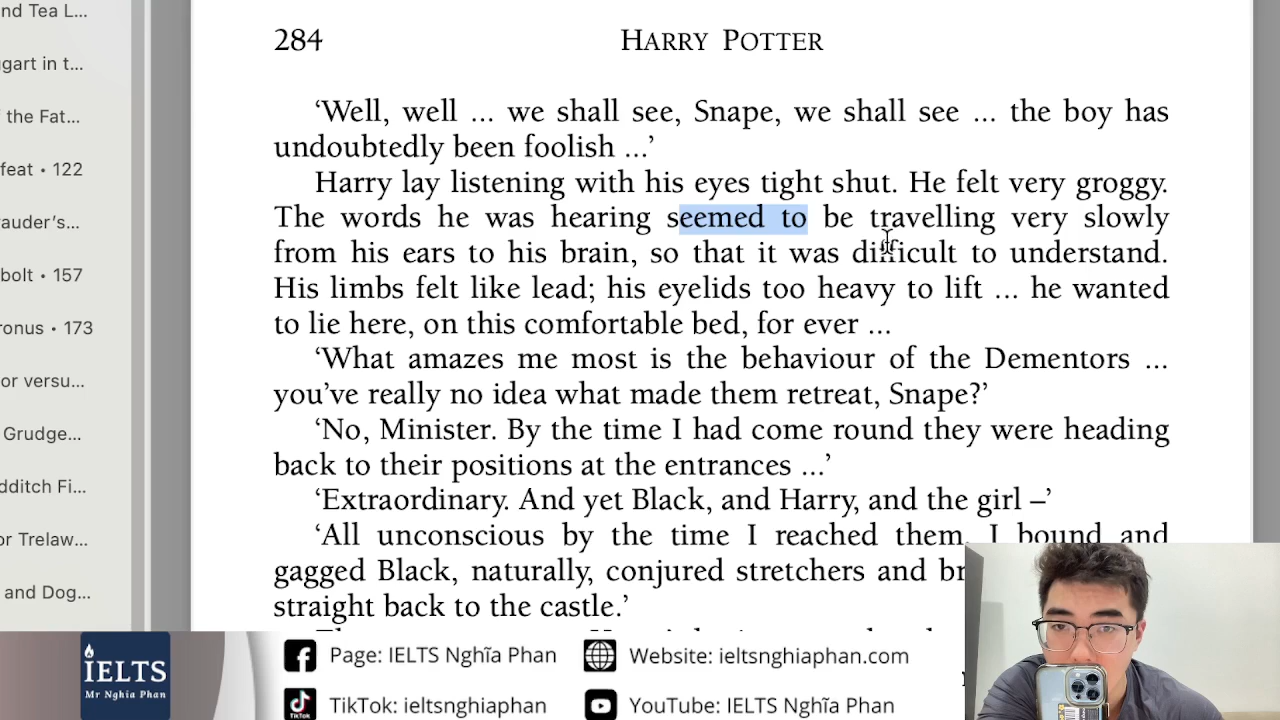 nd Tea L...
gart in t...
the Fat...
feat • 122
auder's...
bolt • 157
ronus • 173
or versu...
Grudge...
dditch Fi...
or Trelaw...
and Dog...
284 HARRY POTTER
‘Well, well ... we shall see, Snape, we shall see ... the boy has
undoubtedly been foolish ...’
Harry lay listening with his eyes tight shut. He felt very groggy.
The words he was hearing seemed to be travelling very slowly
from his ears to his brain, so that it was difficult to understand.
His limbs felt like lead; his eyelids too heavy to lift ... he wanted
to lie here, on this comfortable bed, for ever ...
‘What amazes me most is the behaviour of the Dementors ...
you’ve really no idea what made them retreat, Snape?’
‘No, Minister. By the time I had come round they were heading
back to their positions at the entrances ...’
‘Extraordinary. And yet Black, and Harry, and the girl –’
‘All unconscious by the time I reached them. I bound and
gagged Black, naturally, conjured stretchers and br
straight back to the castle.’
IELTS
Mr Nghia Phan
Page: IELTS Nghĩa Phan
Website: ieltsnghiaphan.com
TikTok: ieltsnghiaphan
YouTube: IELTS Nghĩa Phan